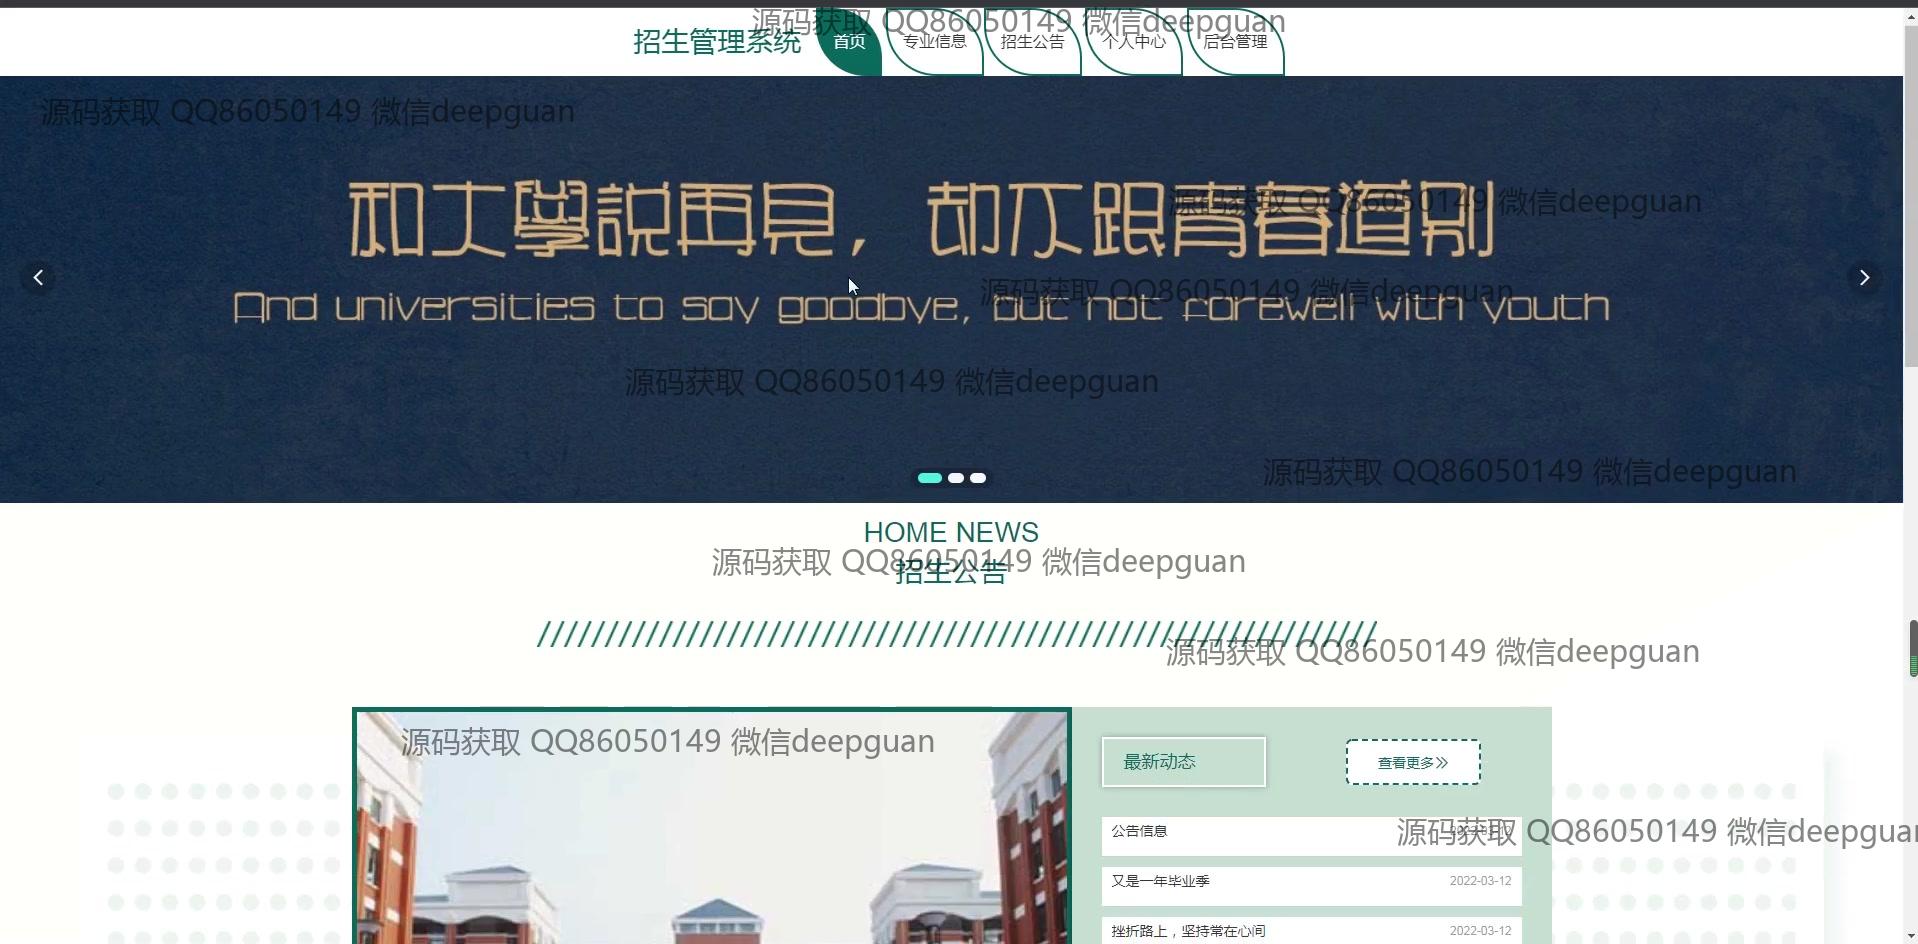 源码获取 QQ86050149 微信deepguan
招生管理系统 首页 专业信息 招生公告 个人中心 后台管理
源码获取 QQ86050149 微信deepguan
和大學説再見，却不跟青春道别
源码获取 QQ86050149 微信deepguan
源码获取 QQ86050149 微信deepguan
And universities to say goodbye, but not farewell with youth
源码获取 QQ86050149 微信deepguan
源码获取 QQ86050149 微信deepguan
HOME NEWS
源码获取 QQ86050149 微信deepguan
招生公告
源码获取 QQ86050149 微信deepguan
源码获取 QQ86050149 微信deepguan
最新动态 查看更多
公告信息 2022-03-12
源码获取 QQ86050149 微信deepguan
又是一年毕业季 2022-03-12
挫折路上，坚持常在心间 2022-03-12